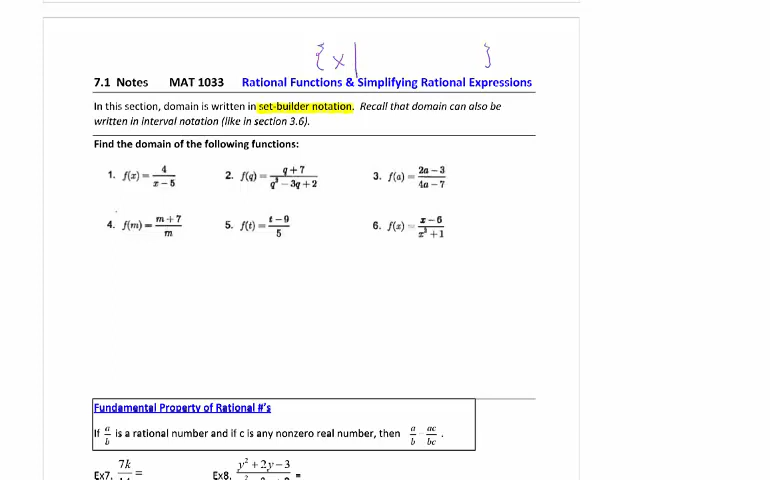 {x| }
7.1 Notes MAT 1033 Rational Functions & Simplifying Rational Expressions
In this section, domain is written in set-builder notation. Recall that domain can also be
written in interval notation (like in section 3.6).
Find the domain of the following functions:
1. f(x) = 4/(x − 5) 2. f(q) = (q + 7)/(q² − 3q + 2) 3. f(a) = (2a − 3)/(4a − 7)
4. f(m) = (m + 7)/m 5. f(t) = (t − 9)/5 6. f(x) = (x − 6)/(x² + 1)
Fundamental Property of Rational #'s
If a/b is a rational number and if c is any nonzero real number, then a/b = ac/bc .
Ex7. 7k = Ex8. y² + 2y − 3 =